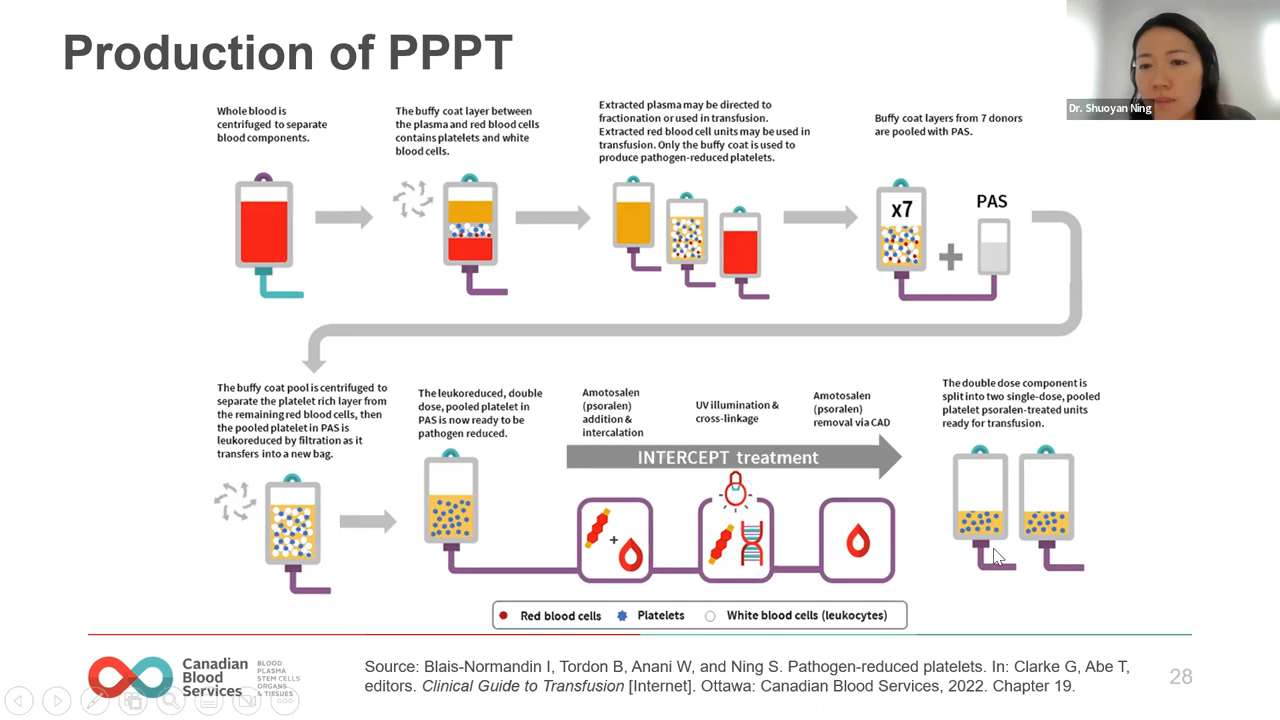 Production of PPPT
Dr. Shuoyan Ning
Whole blood is
centrifuged to separate
blood components.
The buffy coat layer between
the plasma and red blood cells
contains platelets and white
blood cells.
Extracted plasma may be directed to
fractionation or used in transfusion.
Extracted red blood cell units may be used in
transfusion. Only the buffy coat is used to
produce pathogen-reduced platelets.
Buffy coat layers from 7 donors
are pooled with PAS.
x7
PAS
The buffy coat pool is centrifuged to
separate the platelet rich layer from
the remaining red blood cells, then
the pooled platelet in PAS is
leukoreduced by filtration as it
transfers into a new bag.
The leukoreduced, double
dose, pooled platelet in
PAS is now ready to be
pathogen reduced.
Amotosalen
(psoralen)
addition &
intercalation
UV illumination &
cross-linkage
Amotosalen
(psoralen)
removal via CAD
INTERCEPT treatment
The double dose component is
split into two single-dose, pooled
platelet psoralen-treated units
ready for transfusion.
Red blood cells
Platelets
White blood cells (leukocytes)
Canadian
Blood
Services
BLOOD
PLASMA
STEM CELLS
ORGANS
& TISSUES
Source: Blais-Normandin I, Tordon B, Anani W, and Ning S. Pathogen-reduced platelets. In: Clarke G, Abe T,
editors. Clinical Guide to Transfusion [Internet]. Ottawa: Canadian Blood Services, 2022. Chapter 19.
28